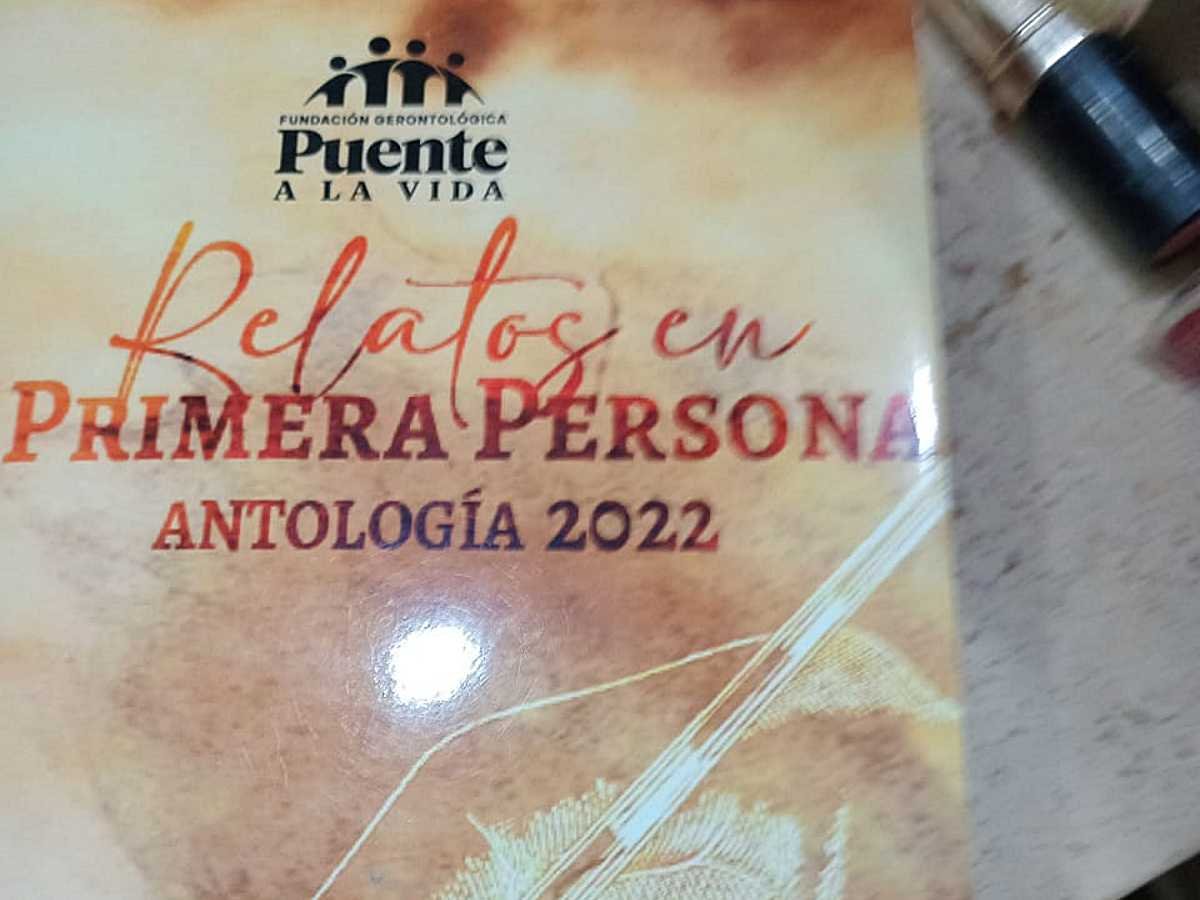 FUNDACIÓN GERONTOLÓGICA
Puente
A LA VIDA
Relatos en
PRIMERA PERSONA
ANTOLOGÍA 2022